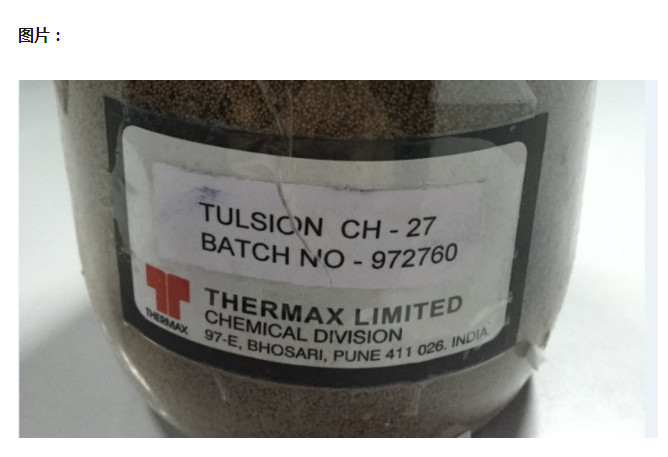 图片：
TULSION CH - 27
BATCH NO - 972760
THERMAX
THERMAX LIMITED
CHEMICAL DIVISION
97-E, BHOSARI, PUNE 411 026. INDIA.